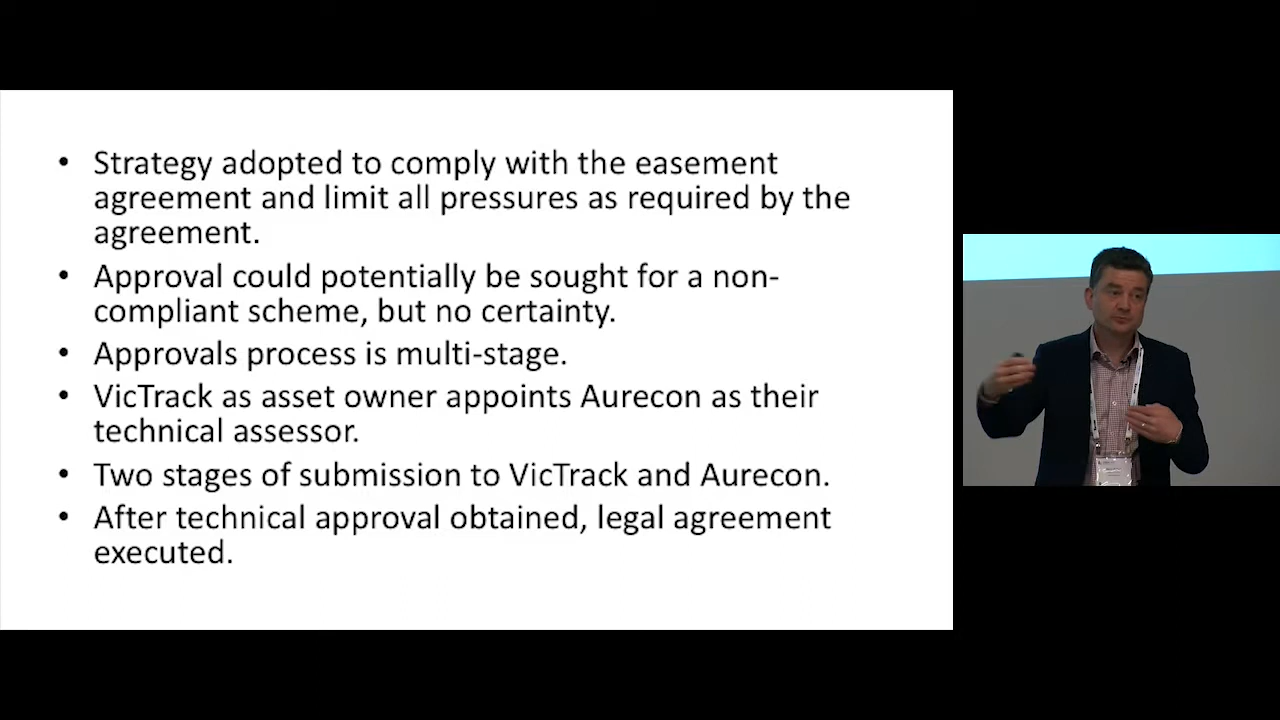 • Strategy adopted to comply with the easement
agreement and limit all pressures as required by the
agreement.
• Approval could potentially be sought for a non-
compliant scheme, but no certainty.
• Approvals process is multi-stage.
• VicTrack as asset owner appoints Aurecon as their
technical assessor.
• Two stages of submission to VicTrack and Aurecon.
• After technical approval obtained, legal agreement
executed.